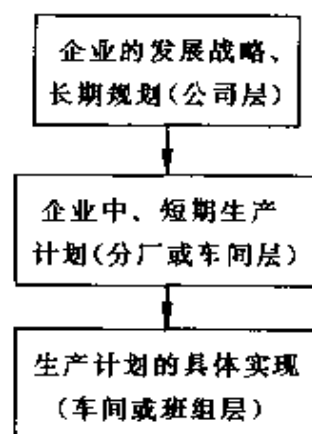 企业的发展战略、
长期规划(公司层)
企业中、短期生产
计划(分厂或车间层)
生产计划的具体实现
(车间或班组层)